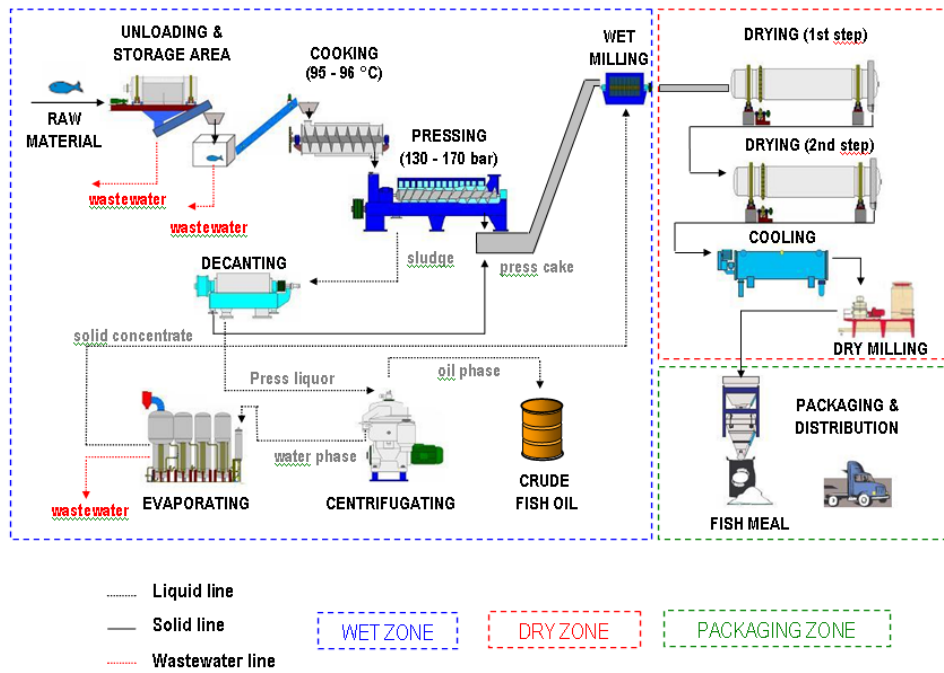 UNLOADING &
STORAGE AREA
RAW
MATERIAL
COOKING
(95 - 96 °C)
WET
MILLING
DRYING (1st step)
PRESSING
(130 - 170 bar)
DRYING (2nd step)
wastewater
wastewater
COOLING
sludge
press cake
DECANTING
solid concentrate
DRY MILLING
Press liquor
oil phase
PACKAGING &
DISTRIBUTION
water phase
wastewater
EVAPORATING
CENTRIFUGATING
CRUDE
FISH OIL
FISH MEAL
Liquid line
Solid line
Wastewater line
WET ZONE
DRY ZONE
PACKAGING ZONE